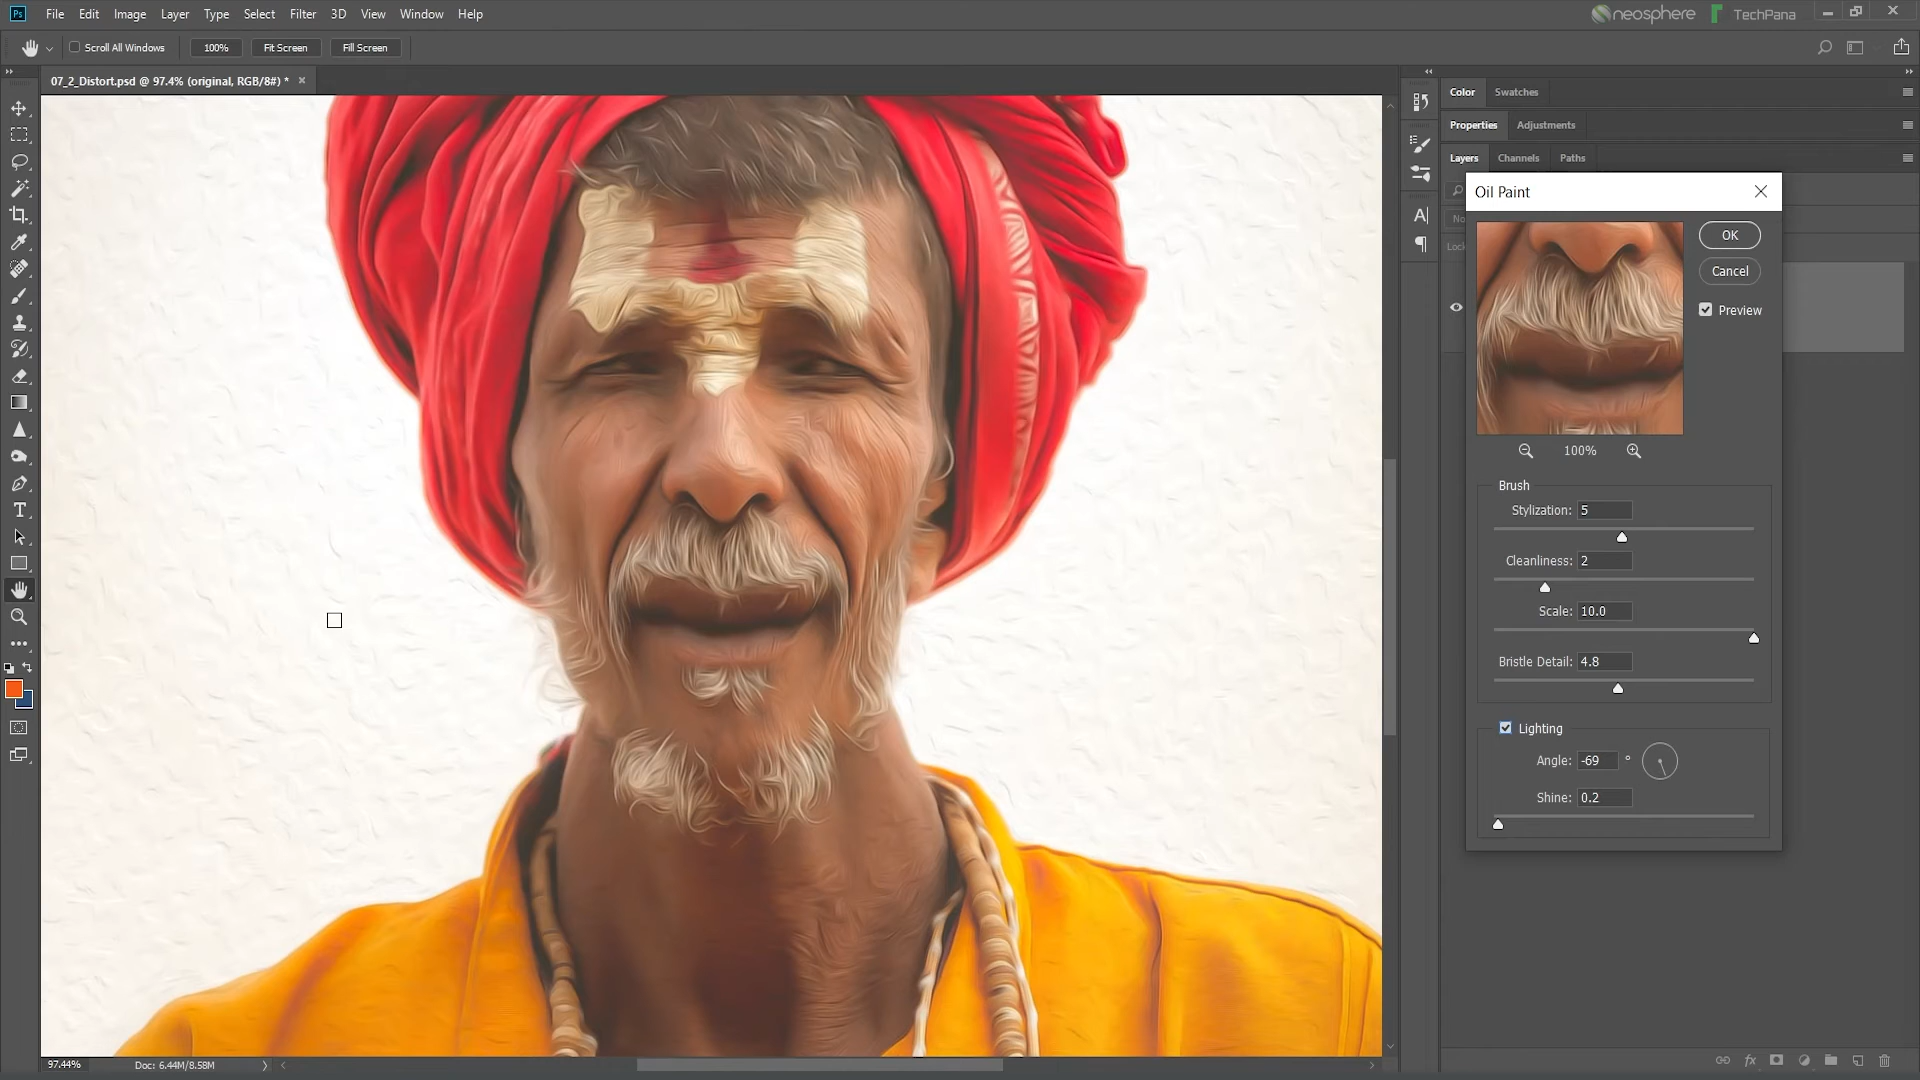 Ps File Edit Image Layer Type Select Filter 3D View Window Help
neosphere TechPana
Scroll All Windows 100% Fit Screen Fill Screen
07_2_Distort.psd @ 97.4% (original, RGB/8#) *
Color Swatches
Properties Adjustments
Layers Channels Paths
Oil Paint
OK
Cancel
Preview
No
Lock
100%
Brush
Stylization: 5
Cleanliness: 2
Scale: 10.0
Bristle Detail: 4.8
Lighting
Angle: -69 °
Shine: 0.2
97.44% Doc: 6.44M/8.58M